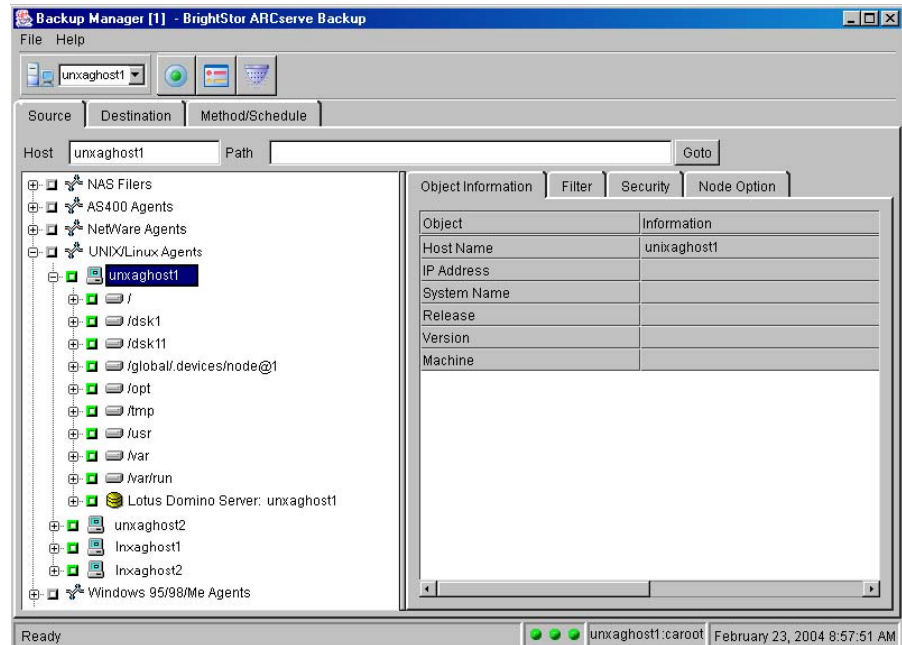 Backup Manager [1] - BrightStor ARCserve Backup
File Help
unxaghost1
Source Destination Method/Schedule
Host unxaghost1 Path Goto
NAS Filers
AS400 Agents
NetWare Agents
UNIX/Linux Agents
unxaghost1
/
/dsk1
/dsk11
/global/.devices/node@1
/opt
/tmp
/usr
/var
/var/run
Lotus Domino Server: unxaghost1
unxaghost2
lnxaghost1
lnxaghost2
Windows 95/98/Me Agents
Object Information Filter Security Node Option
Object Information
Host Name unixaghost1
IP Address
System Name
Release
Version
Machine
Ready unxaghost1:caroot February 23, 2004 8:57:51 AM